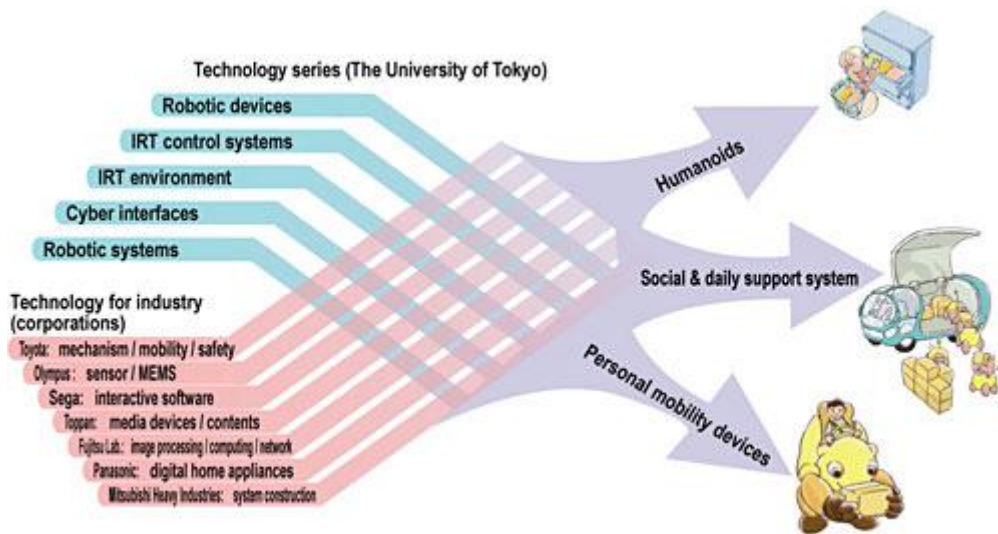 Technology series (The University of Tokyo)
Robotic devices
IRT control systems
IRT environment
Cyber interfaces
Robotic systems
Technology for industry
(corporations)
Toyota: mechanism / mobility / safety
Olympus : sensor / MEMS
Sega: interactive software
Toppan: media devices / contents
Fujitsu Lab.: image processing / computing / network
Panasonic: digital home appliances
Mitsubishi Heavy Industries: system construction
Humanoids
Social & daily support system
Personal mobility devices